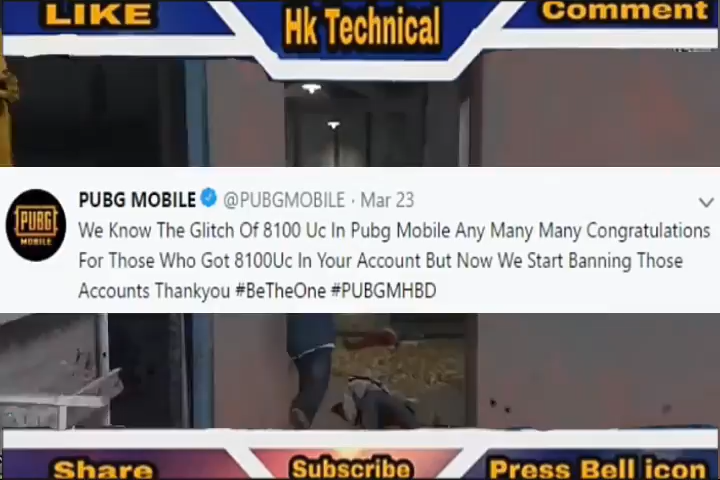 LIKE
Hk Technical
Comment
PUBG MOBILE @PUBGMOBILE · Mar 23
PUBG
MOBILE
We Know The Glitch Of 8100 Uc In Pubg Mobile Any Many Many Congratulations
For Those Who Got 8100Uc In Your Account But Now We Start Banning Those
Accounts Thankyou #BeTheOne #PUBGMHBD
Share
Subscribe
Press Bell icon